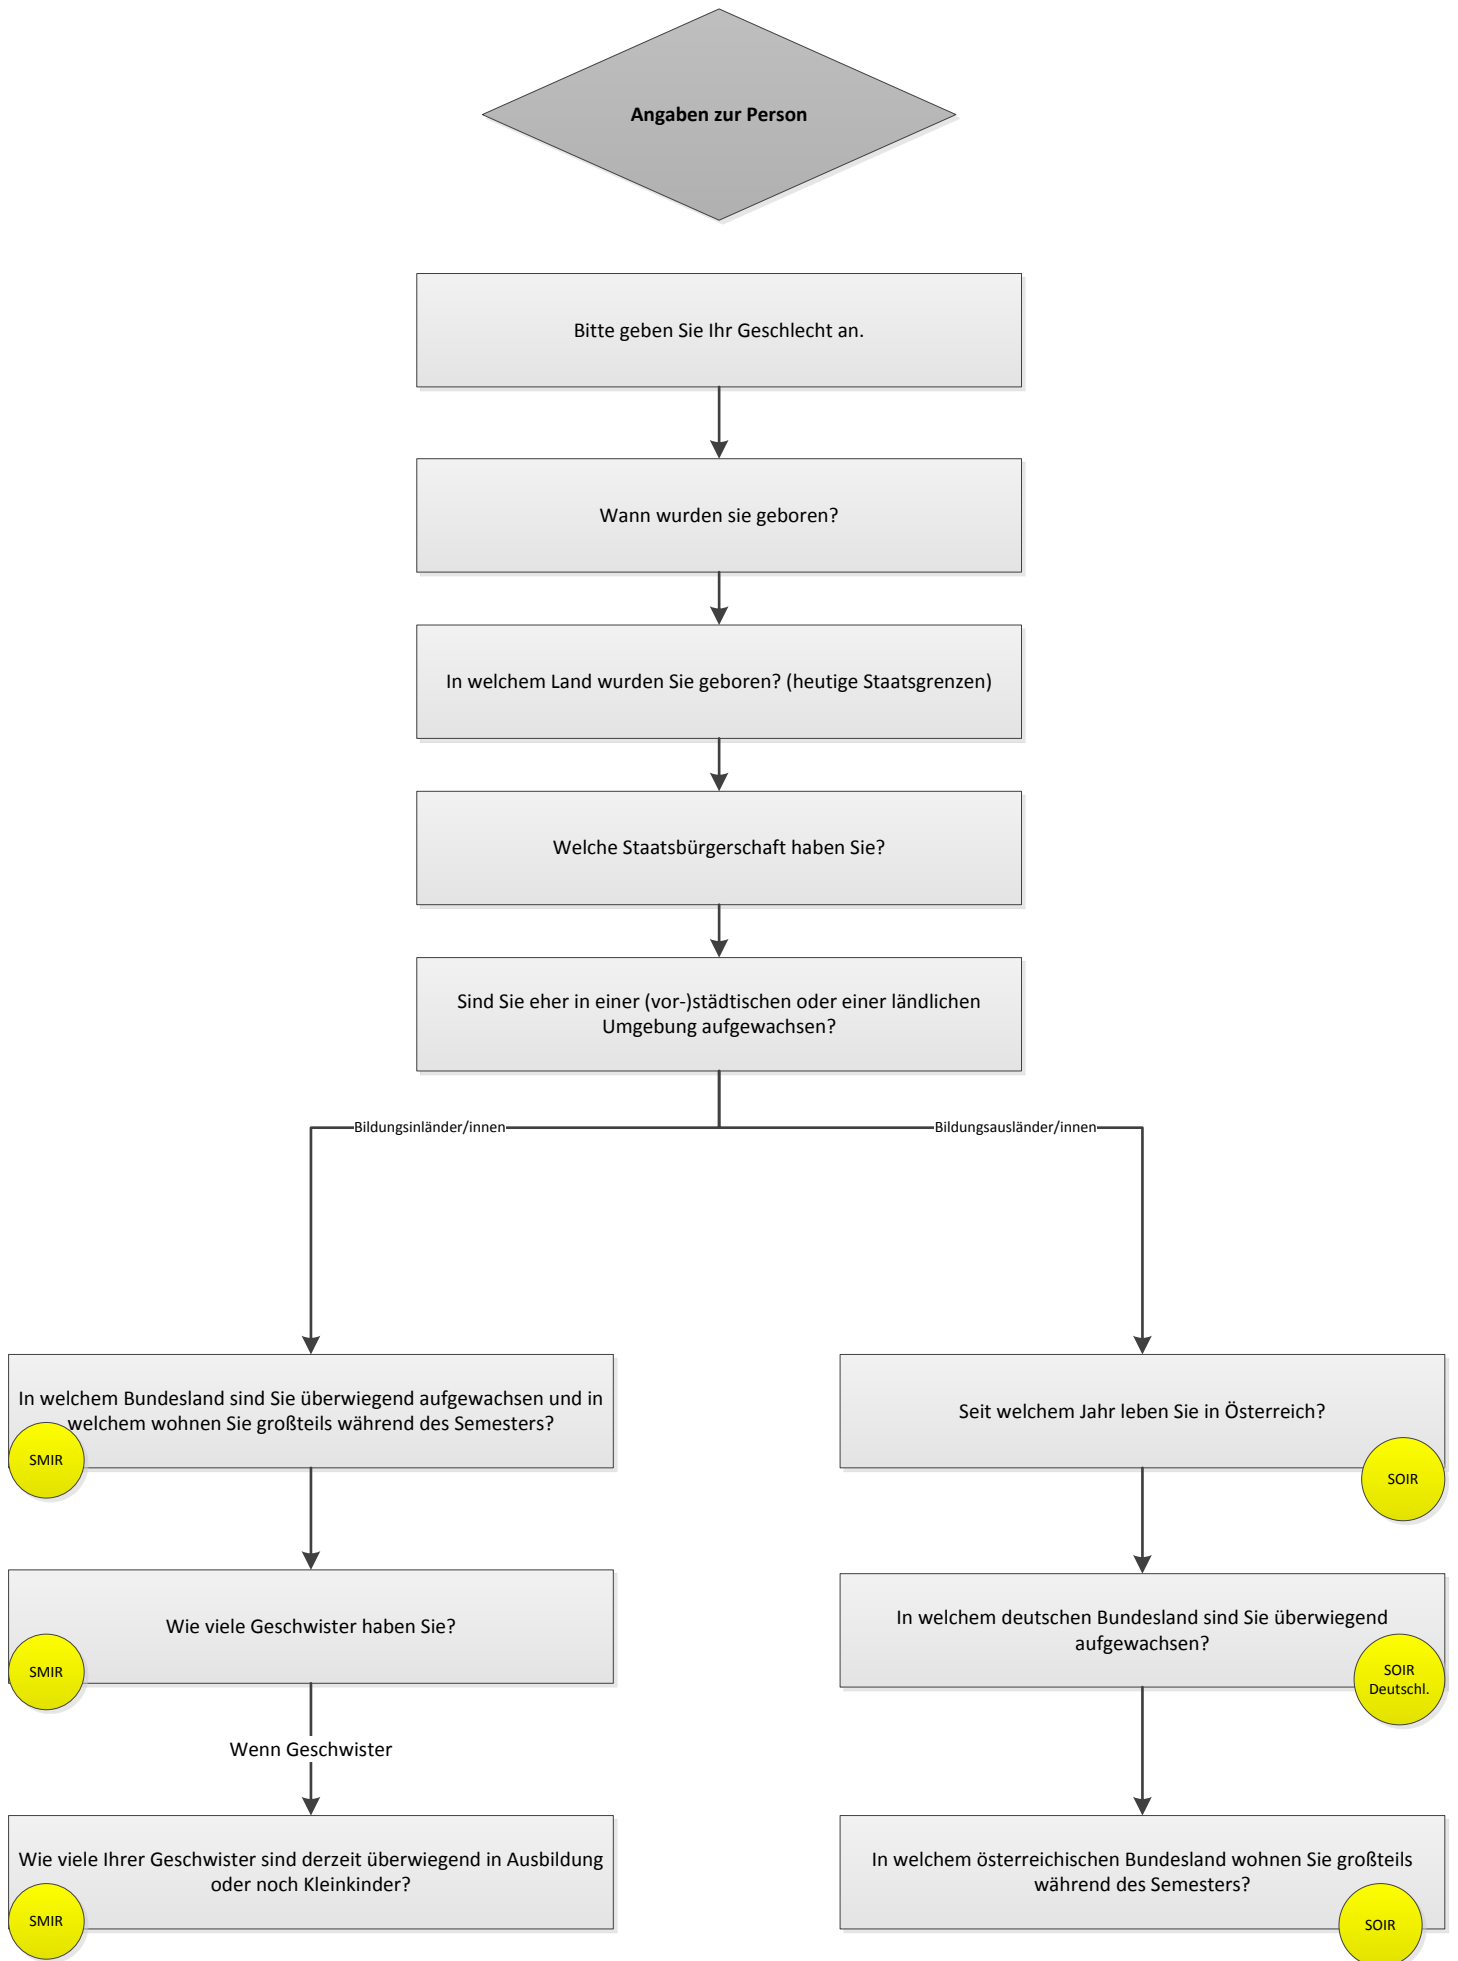 Angaben zur Person
Bitte geben Sie Ihr Geschlecht an.
Wann wurden sie geboren?
In welchem Land wurden Sie geboren? (heutige Staatsgrenzen)
Welche Staatsbürgerschaft haben Sie?
Sind Sie eher in einer (vor-)städtischen oder einer ländlichen
Umgebung aufgewachsen?
Bildungsinländer/innen
Bildungsausländer/innen
In welchem Bundesland sind Sie überwiegend aufgewachsen und in
welchem wohnen Sie großteils während des Semesters?
SMIR
Seit welchem Jahr leben Sie in Österreich?
SOIR
Wie viele Geschwister haben Sie?
SMIR
In welchem deutschen Bundesland sind Sie überwiegend
aufgewachsen?
SOIR
Deutschl.
Wenn Geschwister
Wie viele Ihrer Geschwister sind derzeit überwiegend in Ausbildung
oder noch Kleinkinder?
SMIR
In welchem österreichischen Bundesland wohnen Sie großteils
während des Semesters?
SOIR